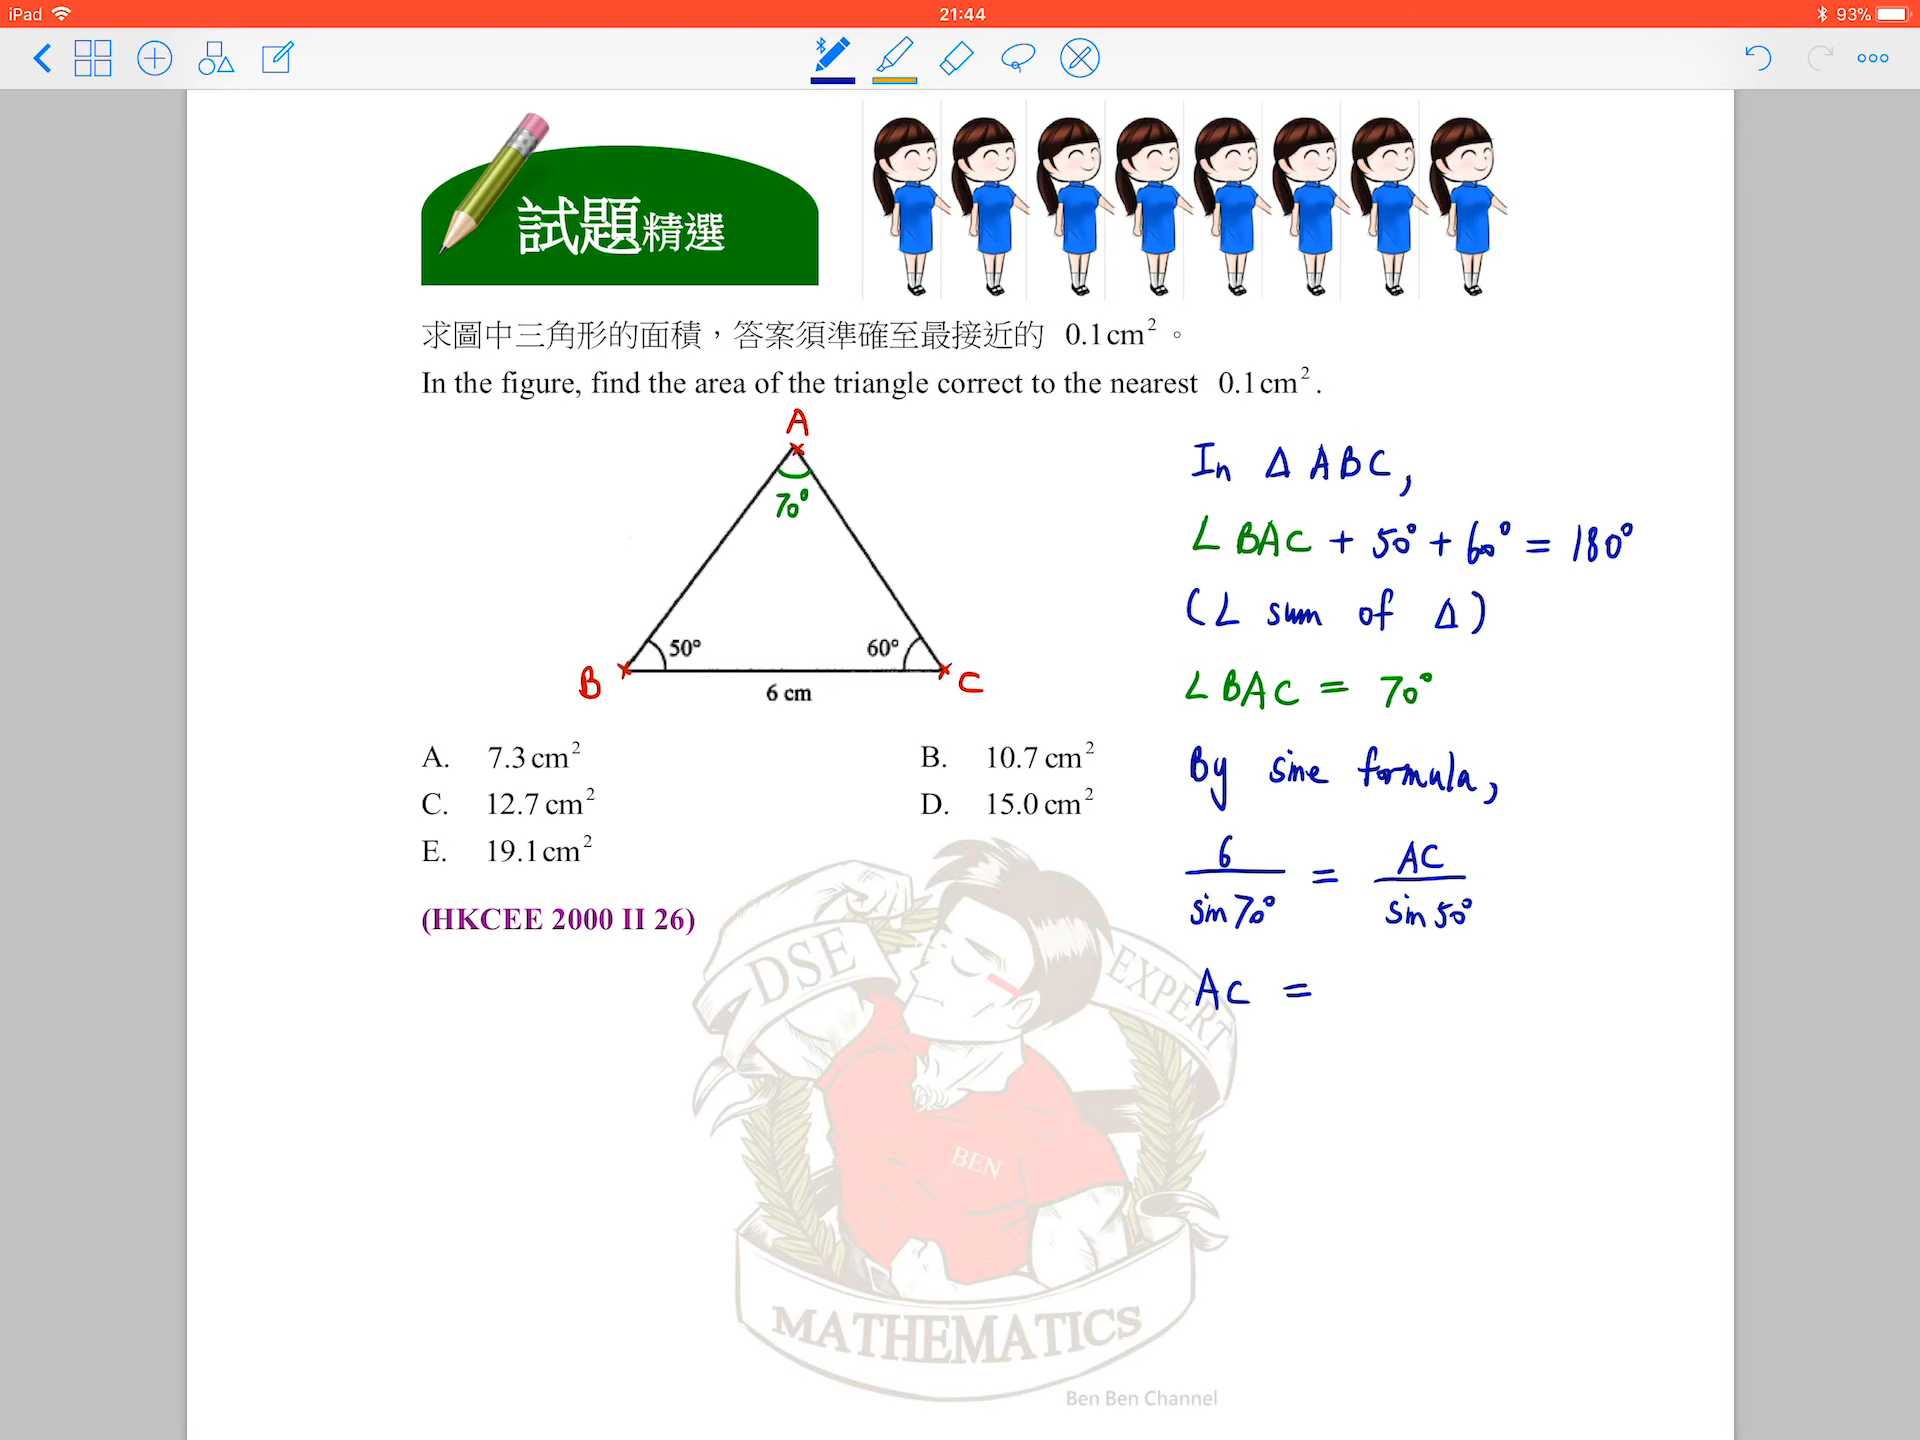 iPad
21:44
93%
試題精選
求圖中三角形的面積，答案須準確至最接近的 0.1 cm²。
In the figure, find the area of the triangle correct to the nearest 0.1 cm².
A
70°
50°
60°
B
C
6 cm
A. 7.3 cm²
B. 10.7 cm²
C. 12.7 cm²
D. 15.0 cm²
E. 19.1 cm²
(HKCEE 2000 II 26)
In Δ ABC,
∠ BAC + 50° + 60° = 180°
(∠ sum of Δ)
∠ BAC = 70°
By sine formula,
6 / sin 70° = AC / sin 50°
AC =
DSE
EXPERT
BEN
MATHEMATICS
Ben Ben Channel